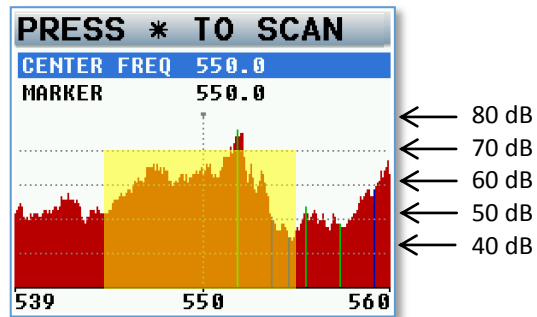 PRESS * TO SCAN
CENTER FREQ 550.0
MARKER 550.0
80 dB
70 dB
60 dB
50 dB
40 dB
539 550 560